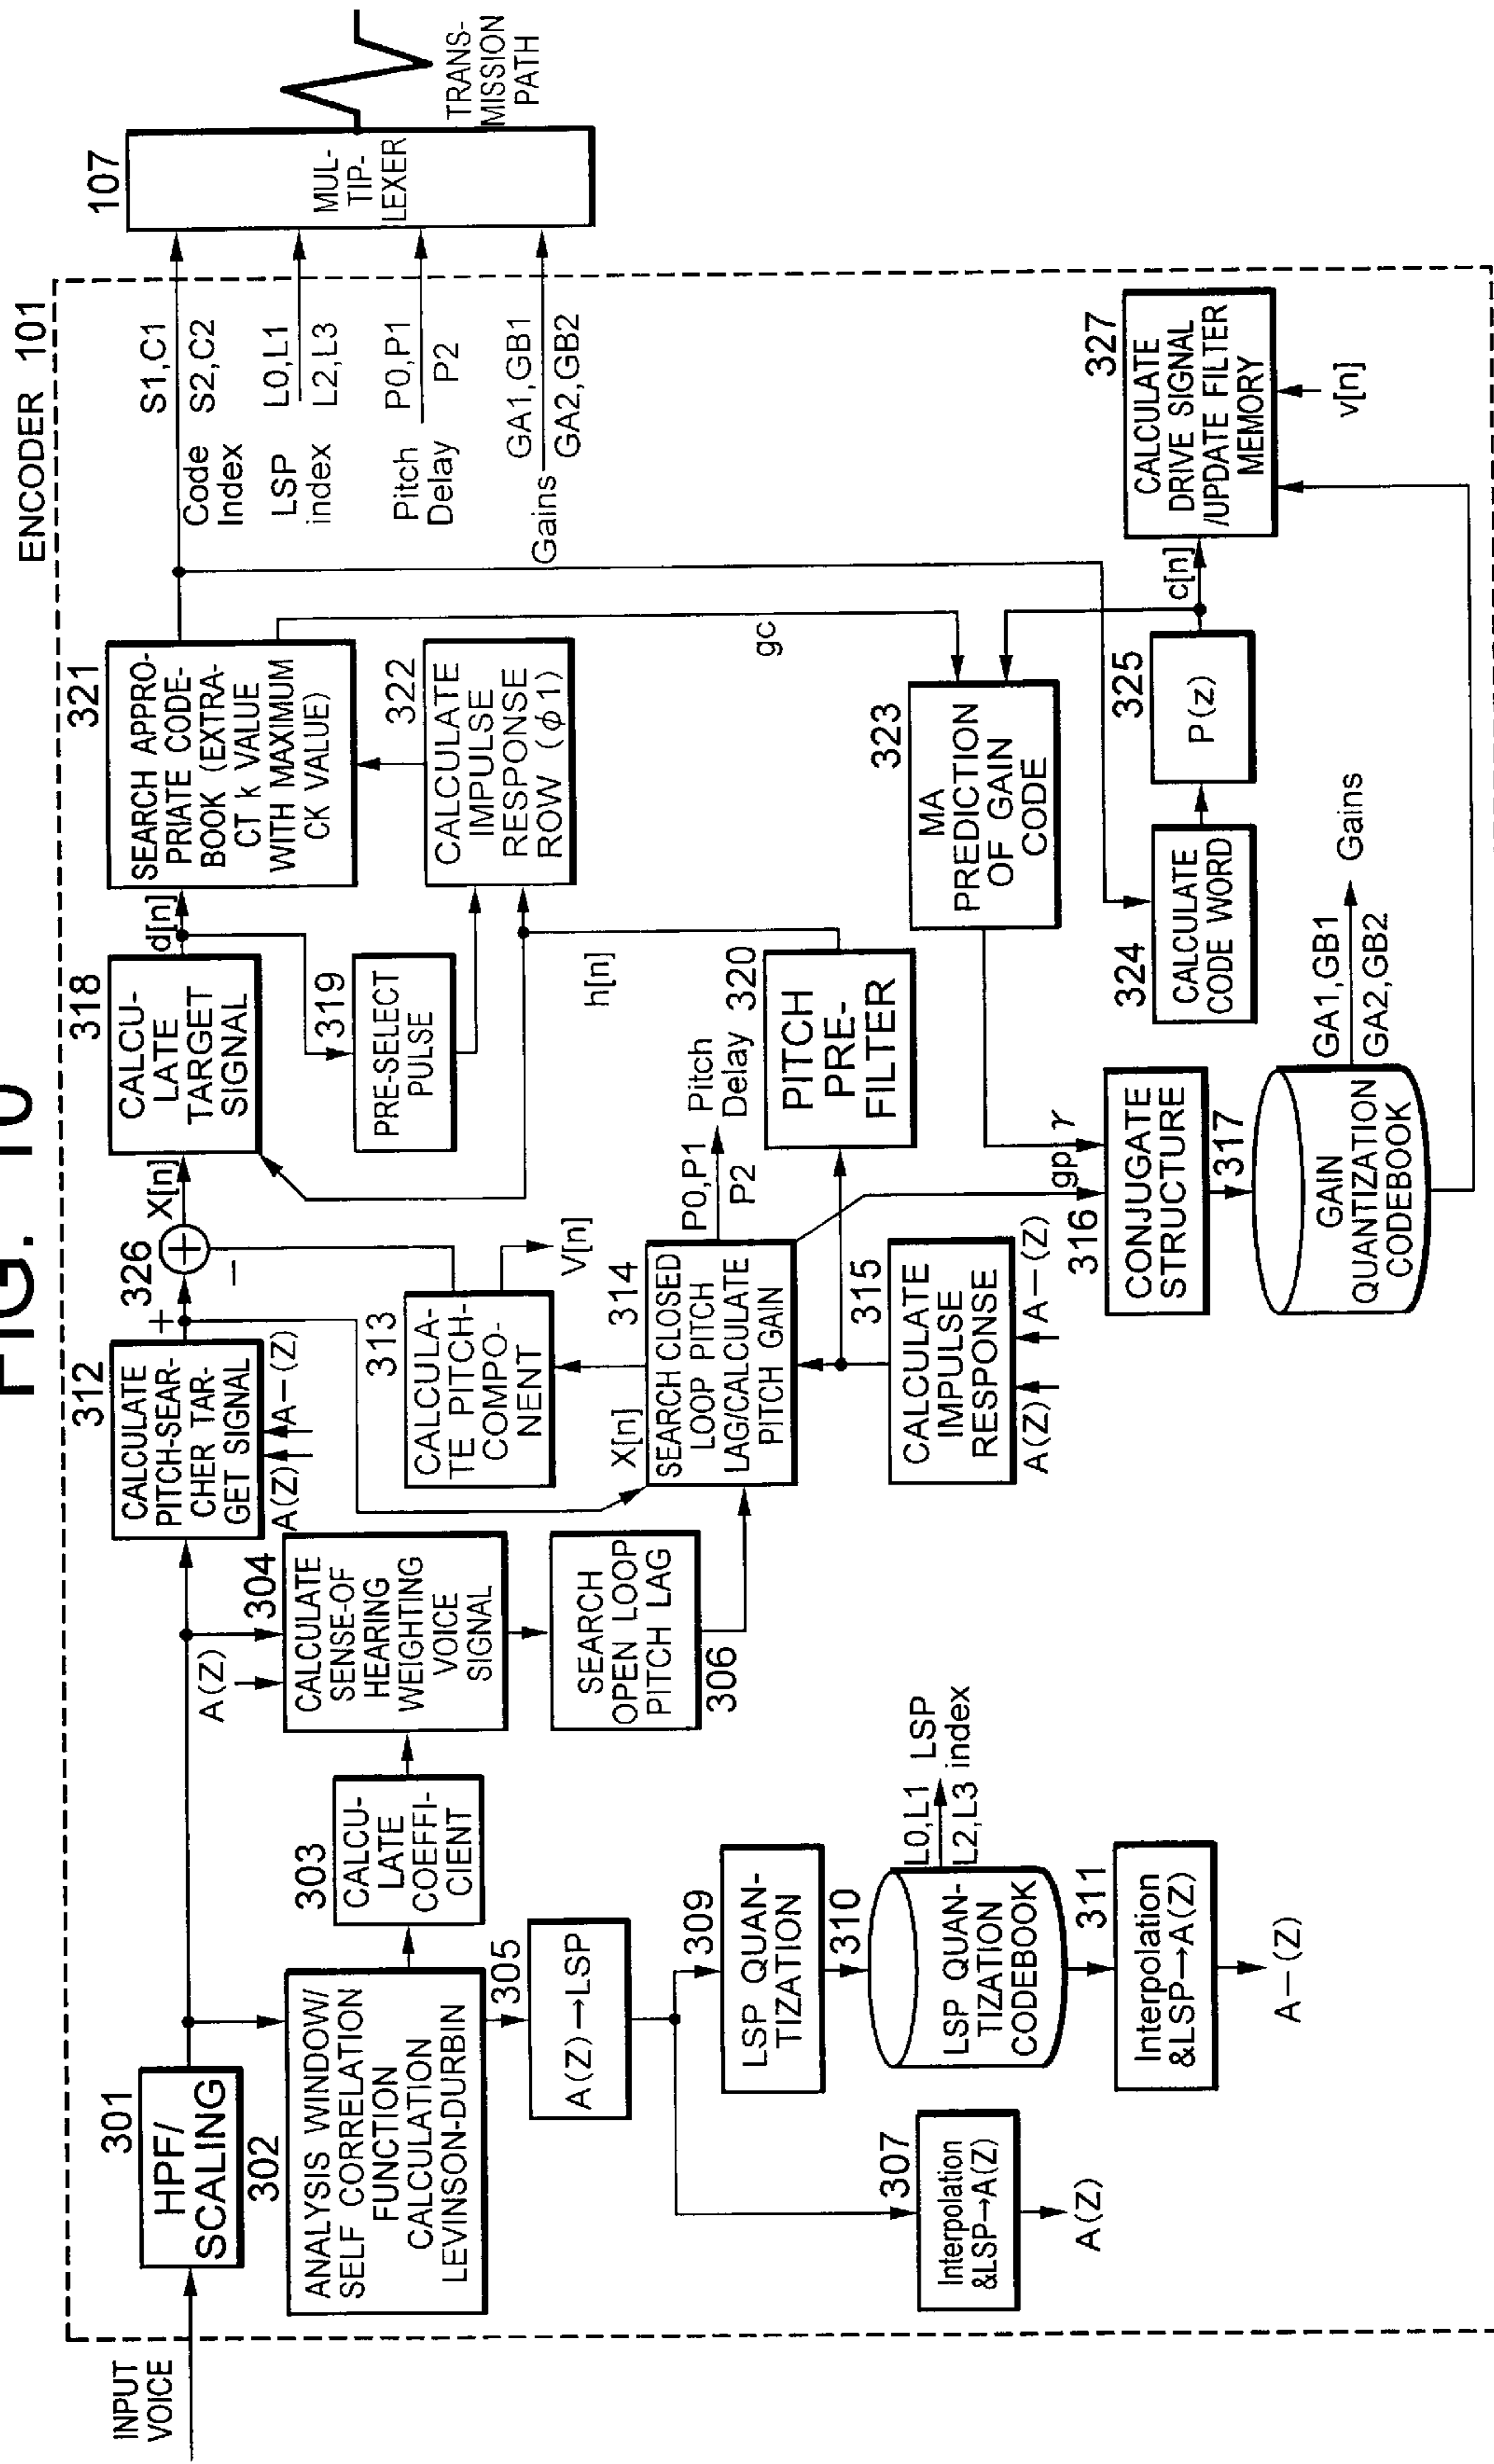 FIG. 10
ENCODER 101
INPUT
VOICE
301
HPF/
SCALING
302
ANALYSIS WINDOW/
SELF CORRELATION
FUNCTION
CALCULATION
LEVINSON-DURBIN
303
CALCU-
LATE
COEFFI-
CIENT
A(Z)
304
CALCULATE
SENSE-OF
HEARING
WEIGHTING
VOICE
SIGNAL
305
A(Z)→LSP
SEARCH
OPEN LOOP
PITCH LAG
306
307
Interpolation
&LSP→A(Z)
A(Z)
309
LSP QUAN-
TIZATION
310
LSP QUAN-
TIZATION
CODEBOOK
L0,L1 LSP
L2,L3 index
311
Interpolation
&LSP→A(Z)
A-(Z)
312
CALCULATE
PITCH-SEAR-
CHER TAR-
GET SIGNAL
A(Z)
A-(Z)
+
326
+
-
X[n]
313
CALCULA-
TE PITCH-
COMPO-
NENT
V[n]
X[n]
314
SEARCH CLOSED
LOOP PITCH
LAG/CALCULATE
PITCH GAIN
P0,P1 Pitch
P2 Delay
315
CALCULATE
IMPULSE
RESPONSE
A(Z)
A-(Z)
gp γ
316
CONJUGATE
STRUCTURE
317
GAIN
QUANTIZATION
CODEBOOK
GA1,GB1
GA2,GB2
Gains
318
CALCU-
LATE
TARGET
SIGNAL
d[n]
319
PRE-SELECT
PULSE
h[n]
320
PITCH
PRE-
FILTER
321
SEARCH APPRO-
PRIATE CODE-
BOOK (EXTRA-
CT k VALUE
WITH MAXIMUM
CK VALUE)
322
CALCULATE
IMPULSE
RESPONSE
ROW (φ1)
gc
323
MA
PREDICTION
OF GAIN
CODE
324
CALCULATE
CODE WORD
325
P(z)
c[n]
327
CALCULATE
DRIVE SIGNAL
/UPDATE FILTER
MEMORY
v[n]
S1,C1
Code S2,C2
Index
LSP L0,L1
index L2,L3
Pitch P0,P1
Delay P2
Gains GA1,GB1
GA2,GB2
107
MUL-
TIP-
LEXER
TRANS-
MISSION
PATH